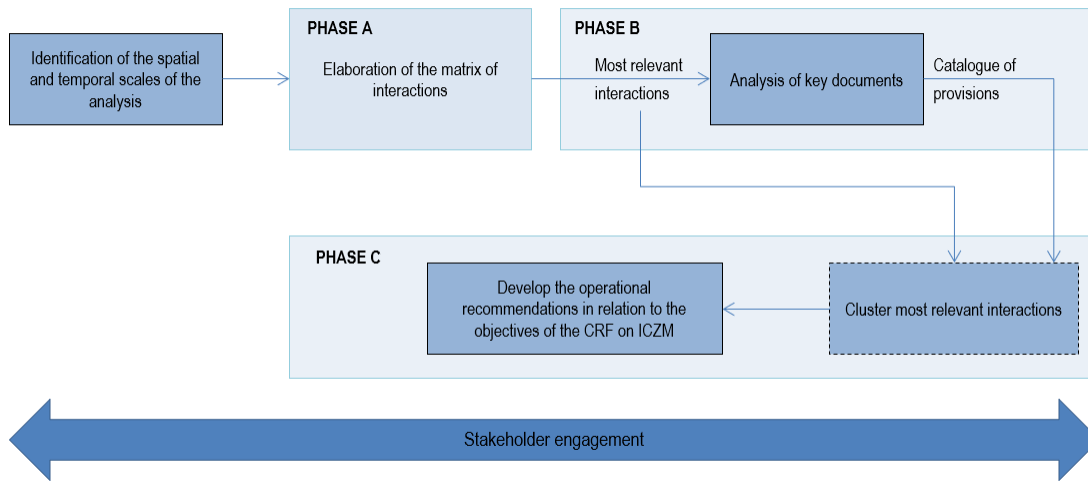 Identification of the spatial
and temporal scales of the
analysis
PHASE A
Elaboration of the matrix of
interactions
PHASE B
Most relevant
interactions
Analysis of key documents
Catalogue of
provisions
PHASE C
Develop the operational
recommendations in relation to the
objectives of the CRF on ICZM
Cluster most relevant interactions
Stakeholder engagement